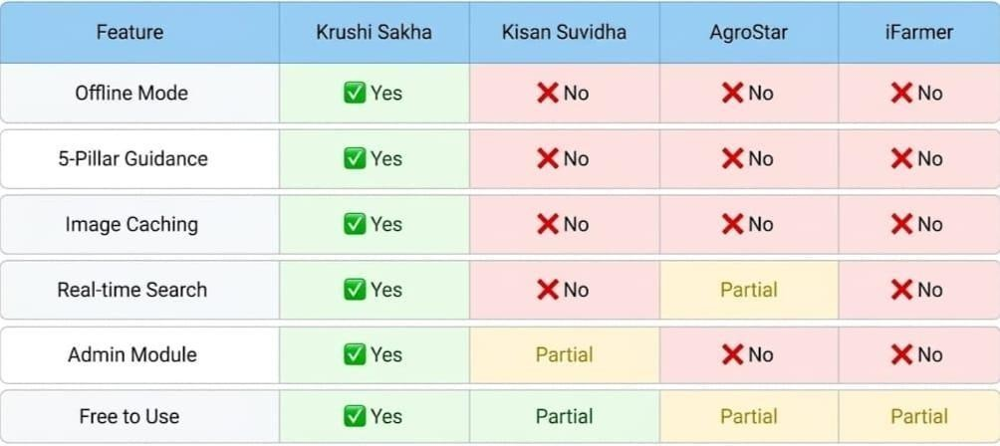 Feature Krushi Sakha Kisan Suvidha AgroStar iFarmer
Offline Mode ✅ Yes ❌ No ❌ No ❌ No
5-Pillar Guidance ✅ Yes ❌ No ❌ No ❌ No
Image Caching ✅ Yes ❌ No ❌ No ❌ No
Real-time Search ✅ Yes ❌ No Partial ❌ No
Admin Module ✅ Yes Partial ❌ No ❌ No
Free to Use ✅ Yes Partial Partial Partial